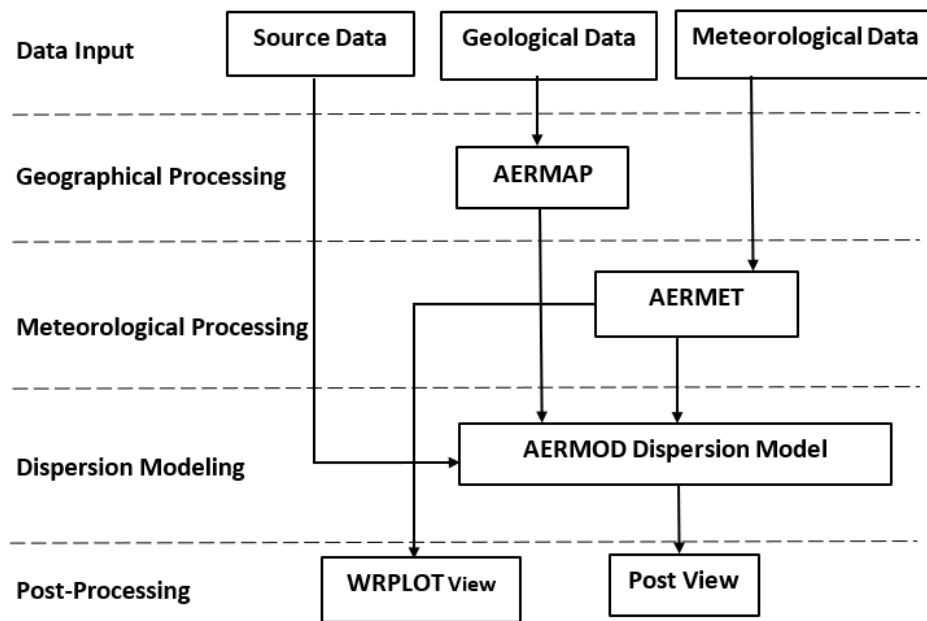 Data Input
Source Data
Geological Data
Meteorological Data
Geographical Processing
AERMAP
Meteorological Processing
AERMET
Dispersion Modeling
AERMOD Dispersion Model
Post-Processing
WRPLOT View
Post View